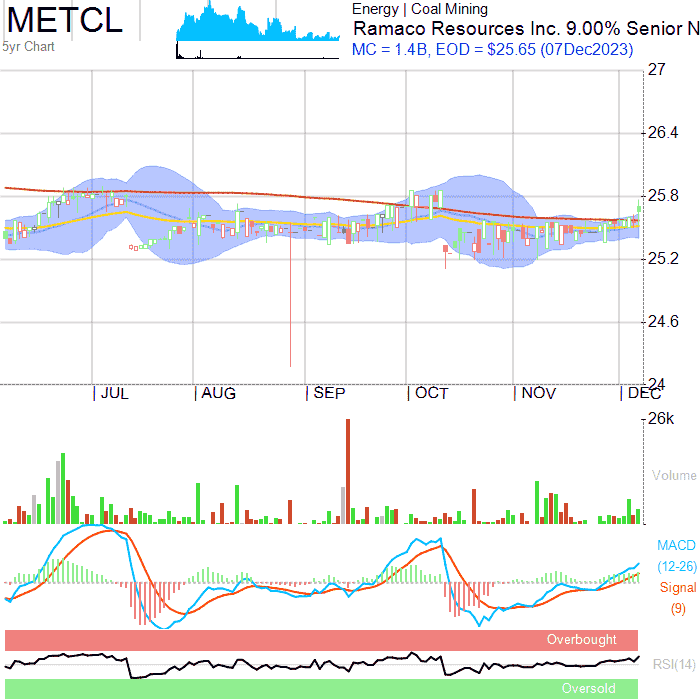 METCL
5yr Chart
Energy | Coal Mining
Ramaco Resources Inc. 9.00% Senior N
MC = 1.4B, EOD = $25.65 (07Dec2023)
27
26.4
25.8
25.2
24.6
24
JUL AUG SEP OCT NOV DEC
26k
Volume
MACD
(12-26)
Signal
(9)
Overbought
RSI(14)
Oversold